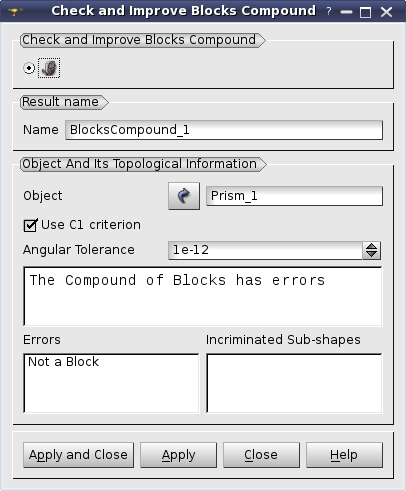 Check and Improve Blocks Compound ?
Check and Improve Blocks Compound
Result name
Name BlocksCompound_1
Object And Its Topological Information
Object Prism_1
Use C1 criterion
Angular Tolerance 1e-12
The Compound of Blocks has errors
Errors Incriminated Sub-shapes
Not a Block
Apply and Close Apply Close Help